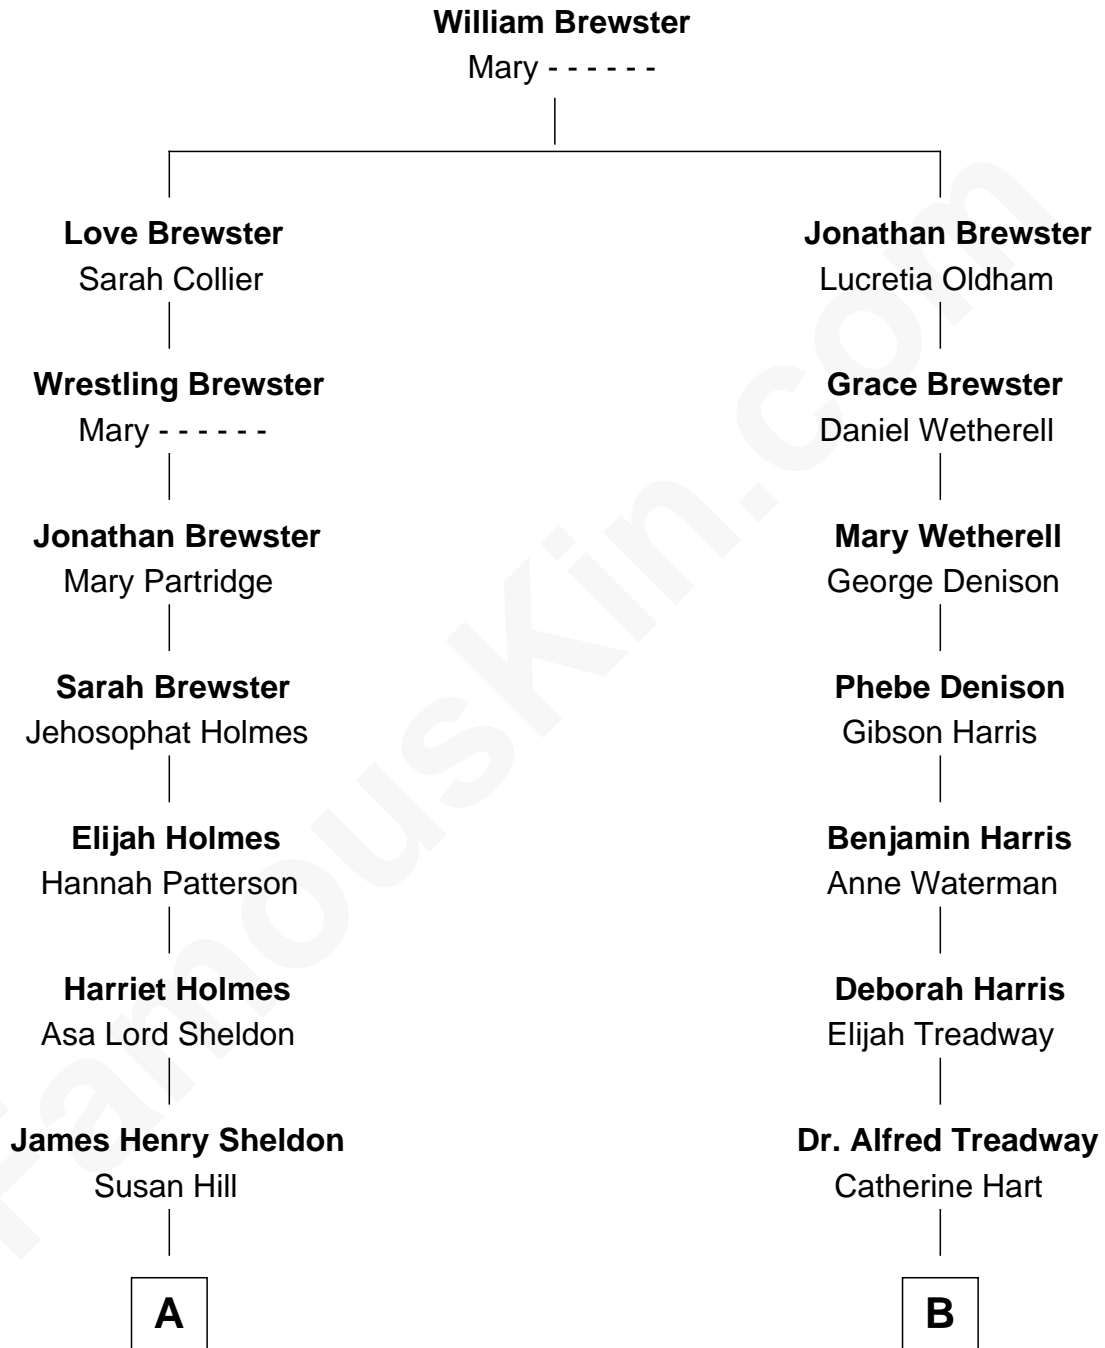 William Brewster
Mary - - - - - -
Love Brewster
Sarah Collier
Jonathan Brewster
Lucretia Oldham
Wrestling Brewster
Mary - - - - - -
Grace Brewster
Daniel Wetherell
Jonathan Brewster
Mary Partridge
Mary Wetherell
George Denison
Sarah Brewster
Jehosophat Holmes
Phebe Denison
Gibson Harris
Elijah Holmes
Hannah Patterson
Benjamin Harris
Anne Waterman
Harriet Holmes
Asa Lord Sheldon
Deborah Harris
Elijah Treadway
James Henry Sheldon
Susan Hill
Dr. Alfred Treadway
Catherine Hart
A
B
FamousKin.com